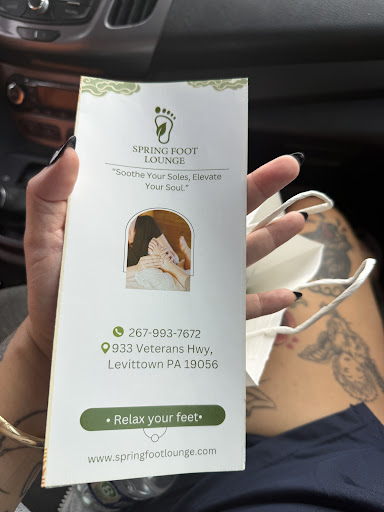 SPRING FOOT
LOUNGE
"Soothe Your Soles, Elevate
Your Soul."
267-993-7672
933 Veterans Hwy,
Levittown PA 19056
• Relax your feet•
www.springfootlounge.com